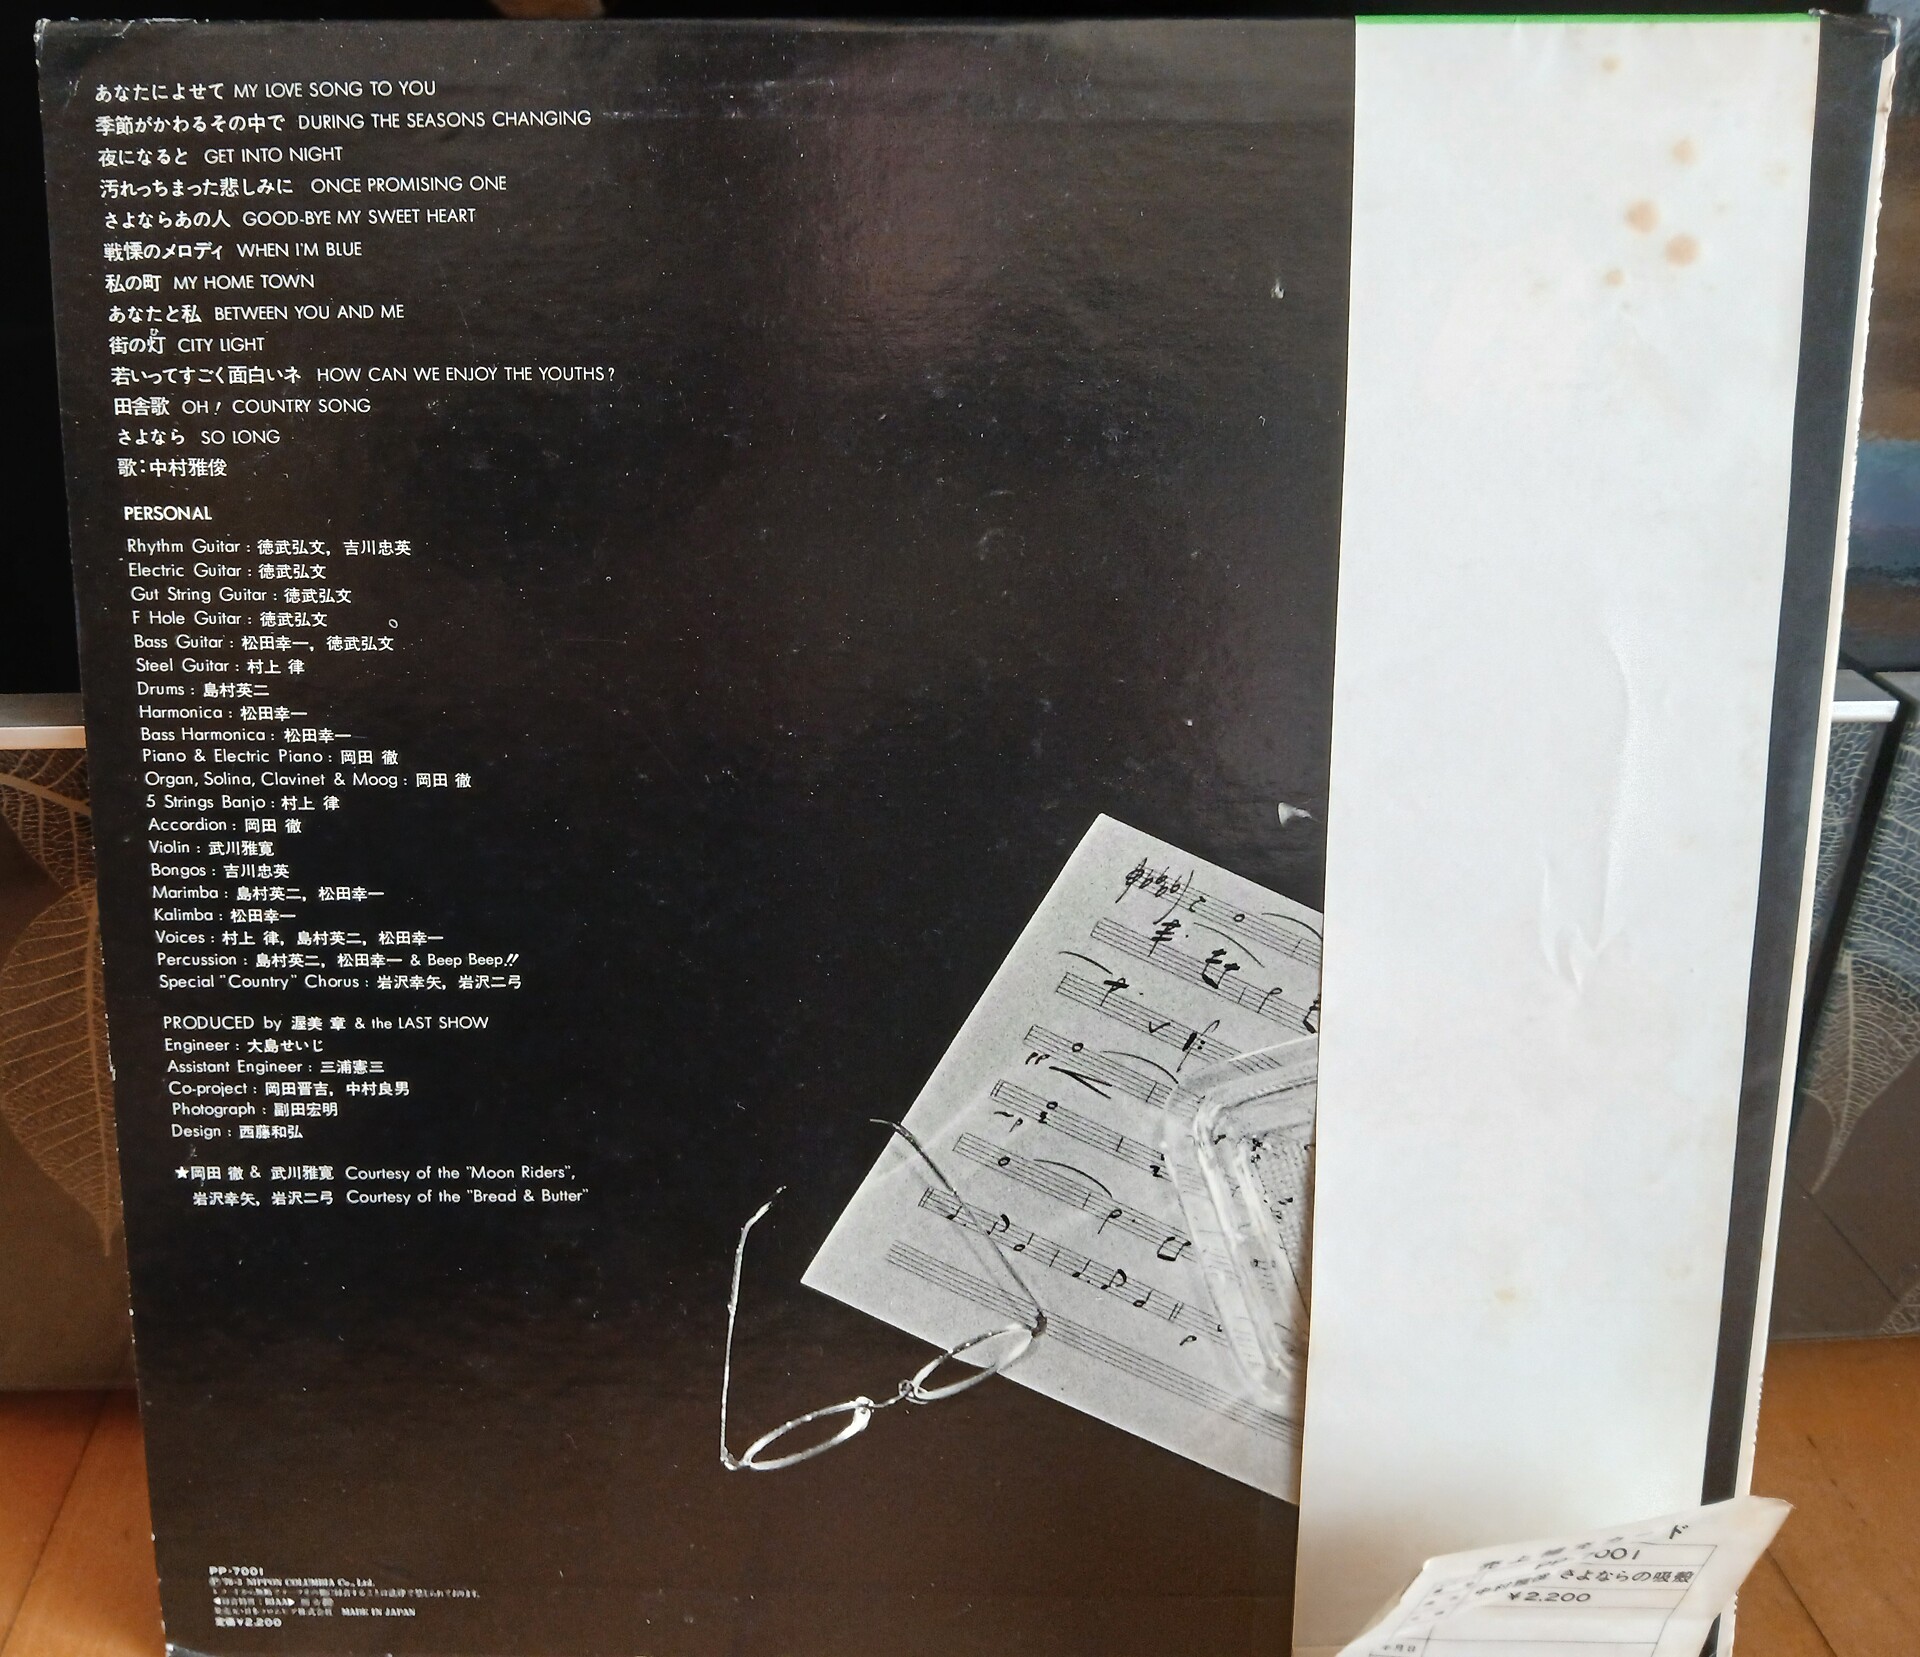 あなたによせて MY LOVE SONG TO YOU
季節がかわるその中で DURING THE SEASONS CHANGING
夜になると GET INTO NIGHT
汚れっちまった悲しみに ONCE PROMISING ONE
さよならあの人 GOOD-BYE MY SWEET HEART
戦慄のメロディ WHEN I'M BLUE
私の町 MY HOME TOWN
あなたと私 BETWEEN YOU AND ME
街の灯 CITY LIGHT
若いってすごく面白いネ HOW CAN WE ENJOY THE YOUTHS?
田舎歌 OH! COUNTRY SONG
さよなら SO LONG
歌:中村雅俊
PERSONAL
Rhythm Guitar : 徳武弘文, 吉川忠英
Electric Guitar : 徳武弘文
Gut String Guitar : 徳武弘文
F Hole Guitar : 徳武弘文
Bass Guitar : 松田幸一, 徳武弘文
Steel Guitar : 村上 律
Drums : 島村英二
Harmonica : 松田幸一
Bass Harmonica : 松田幸一
Piano & Electric Piano : 岡田 徹
Organ, Solina, Clavinet & Moog : 岡田 徹
5 Strings Banjo : 村上 律
Accordion : 岡田 徹
Violin : 武川雅寛
Bongos : 吉川忠英
Marimba : 島村英二, 松田幸一
Kalimba : 松田幸一
Voices : 村上 律, 島村英二, 松田幸一
Percussion : 島村英二, 松田幸一 & Beep Beep!!
Special "Country" Chorus : 岩沢幸矢, 岩沢二弓
PRODUCED by 渥美 章 & the LAST SHOW
Engineer : 大島せいじ
Assistant Engineer : 三浦憲三
Co-project : 岡田晋吉, 中村良男
Photograph : 副田宏明
Design : 西藤和弘
★岡田 徹 & 武川雅寛 Courtesy of the "Moon Riders",
岩沢幸矢, 岩沢二弓 Courtesy of the "Bread & Butter"
PP-7001
NIPPON COLUMBIA Co., Ltd.
MADE IN JAPAN
定価¥2,200
ド
7001
さよならの吸殻
¥2,200